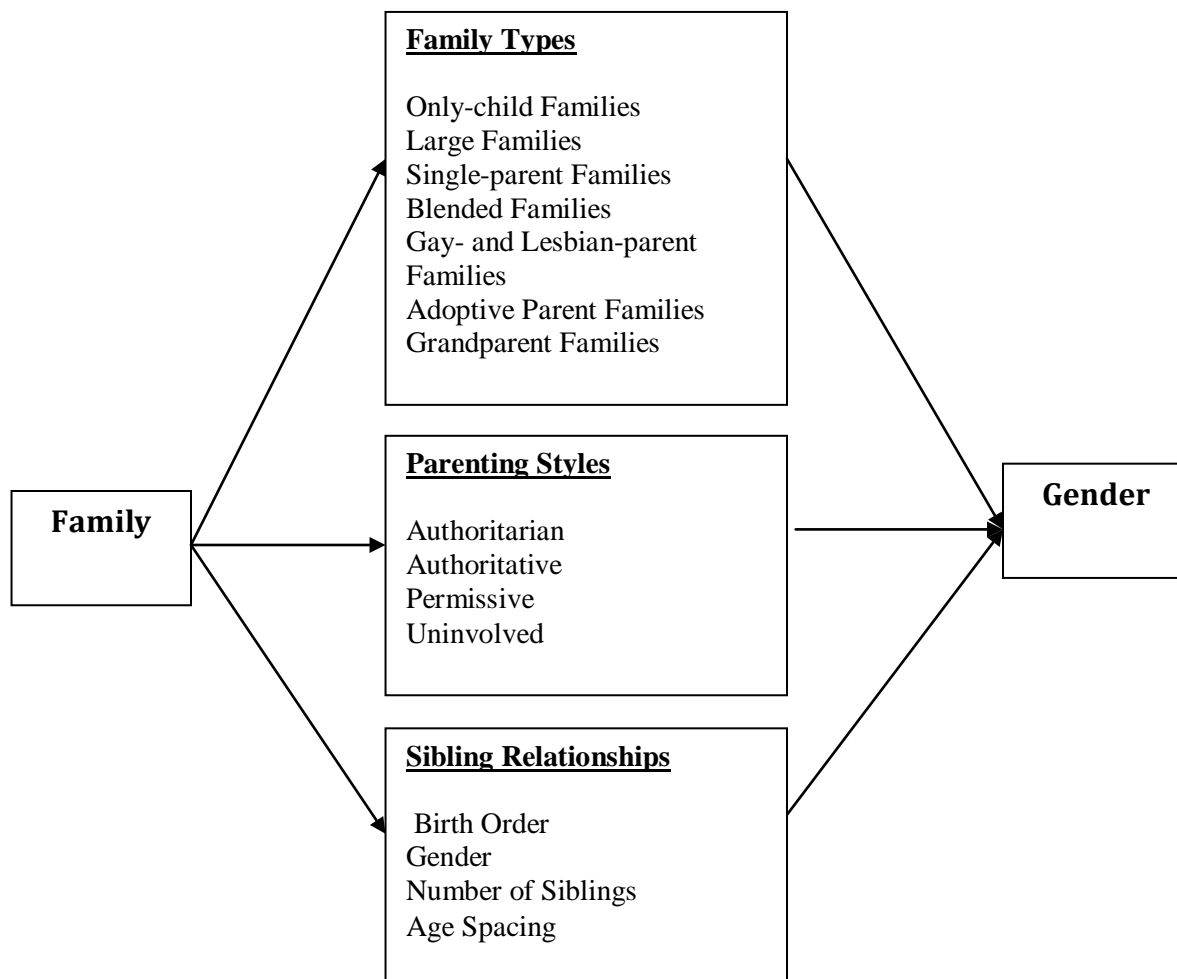 Family Types
Only-child Families
Large Families
Single-parent Families
Blended Families
Gay- and Lesbian-parent
Families
Adoptive Parent Families
Grandparent Families
Family
Parenting Styles
Authoritarian
Authoritative
Permissive
Uninvolved
Gender
Sibling Relationships
Birth Order
Gender
Number of Siblings
Age Spacing